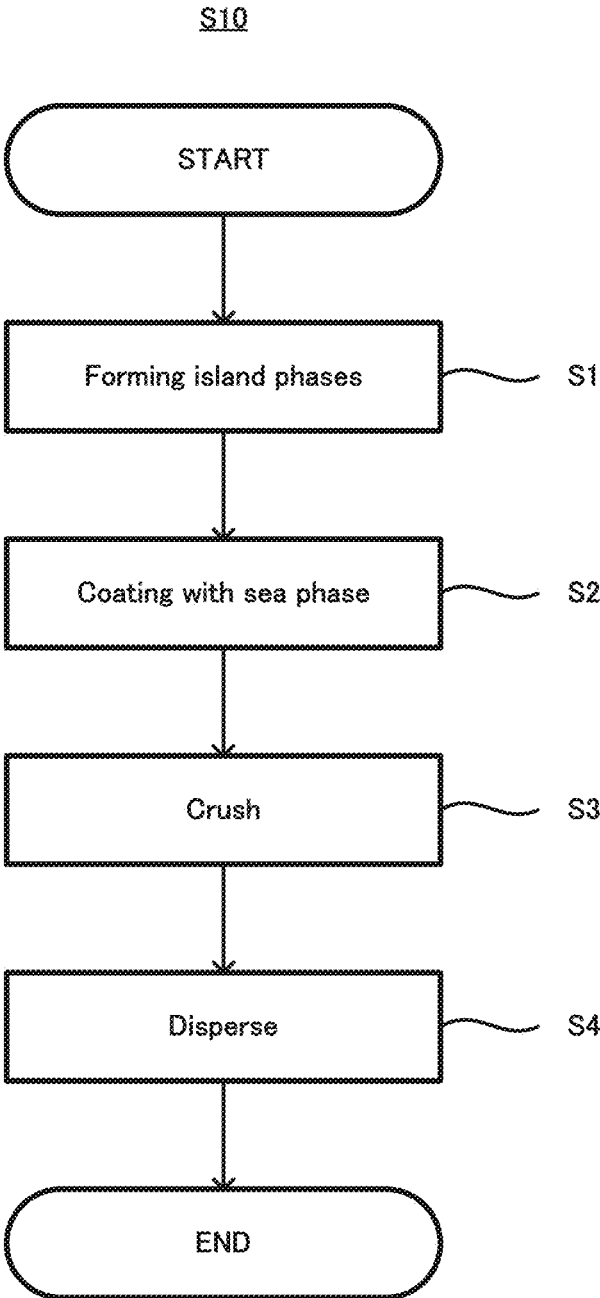 S10
START
Forming island phases
S1
Coating with sea phase
S2
Crush
S3
Disperse
S4
END